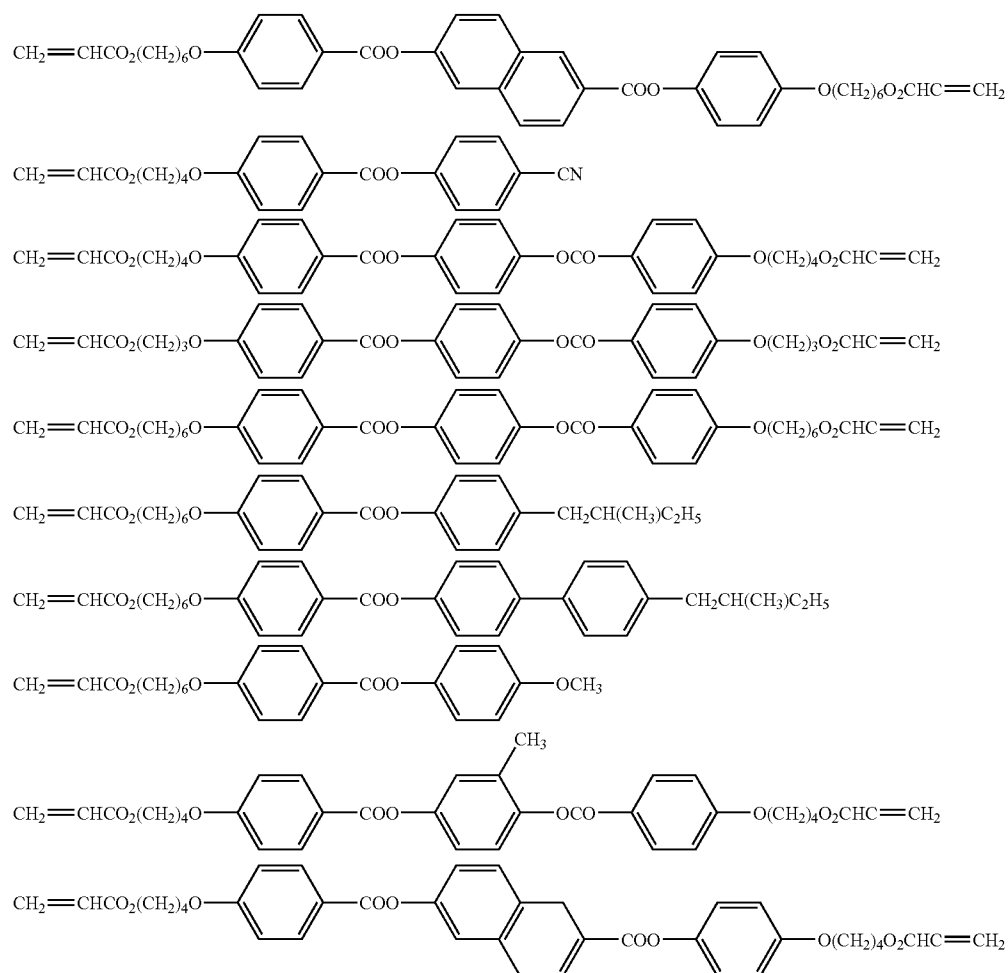 CH₂=CHCO₂(CH₂)₆O COO COO O(CH₂)₆O₂CHC=CH₂
CH₂=CHCO₂(CH₂)₄O COO CN
CH₂=CHCO₂(CH₂)₄O COO OCO O(CH₂)₄O₂CHC=CH₂
CH₂=CHCO₂(CH₂)₃O COO OCO O(CH₂)₃O₂CHC=CH₂
CH₂=CHCO₂(CH₂)₆O COO OCO O(CH₂)₆O₂CHC=CH₂
CH₂=CHCO₂(CH₂)₆O COO CH₂CH(CH₃)C₂H₅
CH₂=CHCO₂(CH₂)₆O COO CH₂CH(CH₃)C₂H₅
CH₂=CHCO₂(CH₂)₆O COO OCH₃
CH₃
CH₂=CHCO₂(CH₂)₄O COO OCO O(CH₂)₄O₂CHC=CH₂
CH₂=CHCO₂(CH₂)₄O COO COO O(CH₂)₄O₂CHC=CH₂